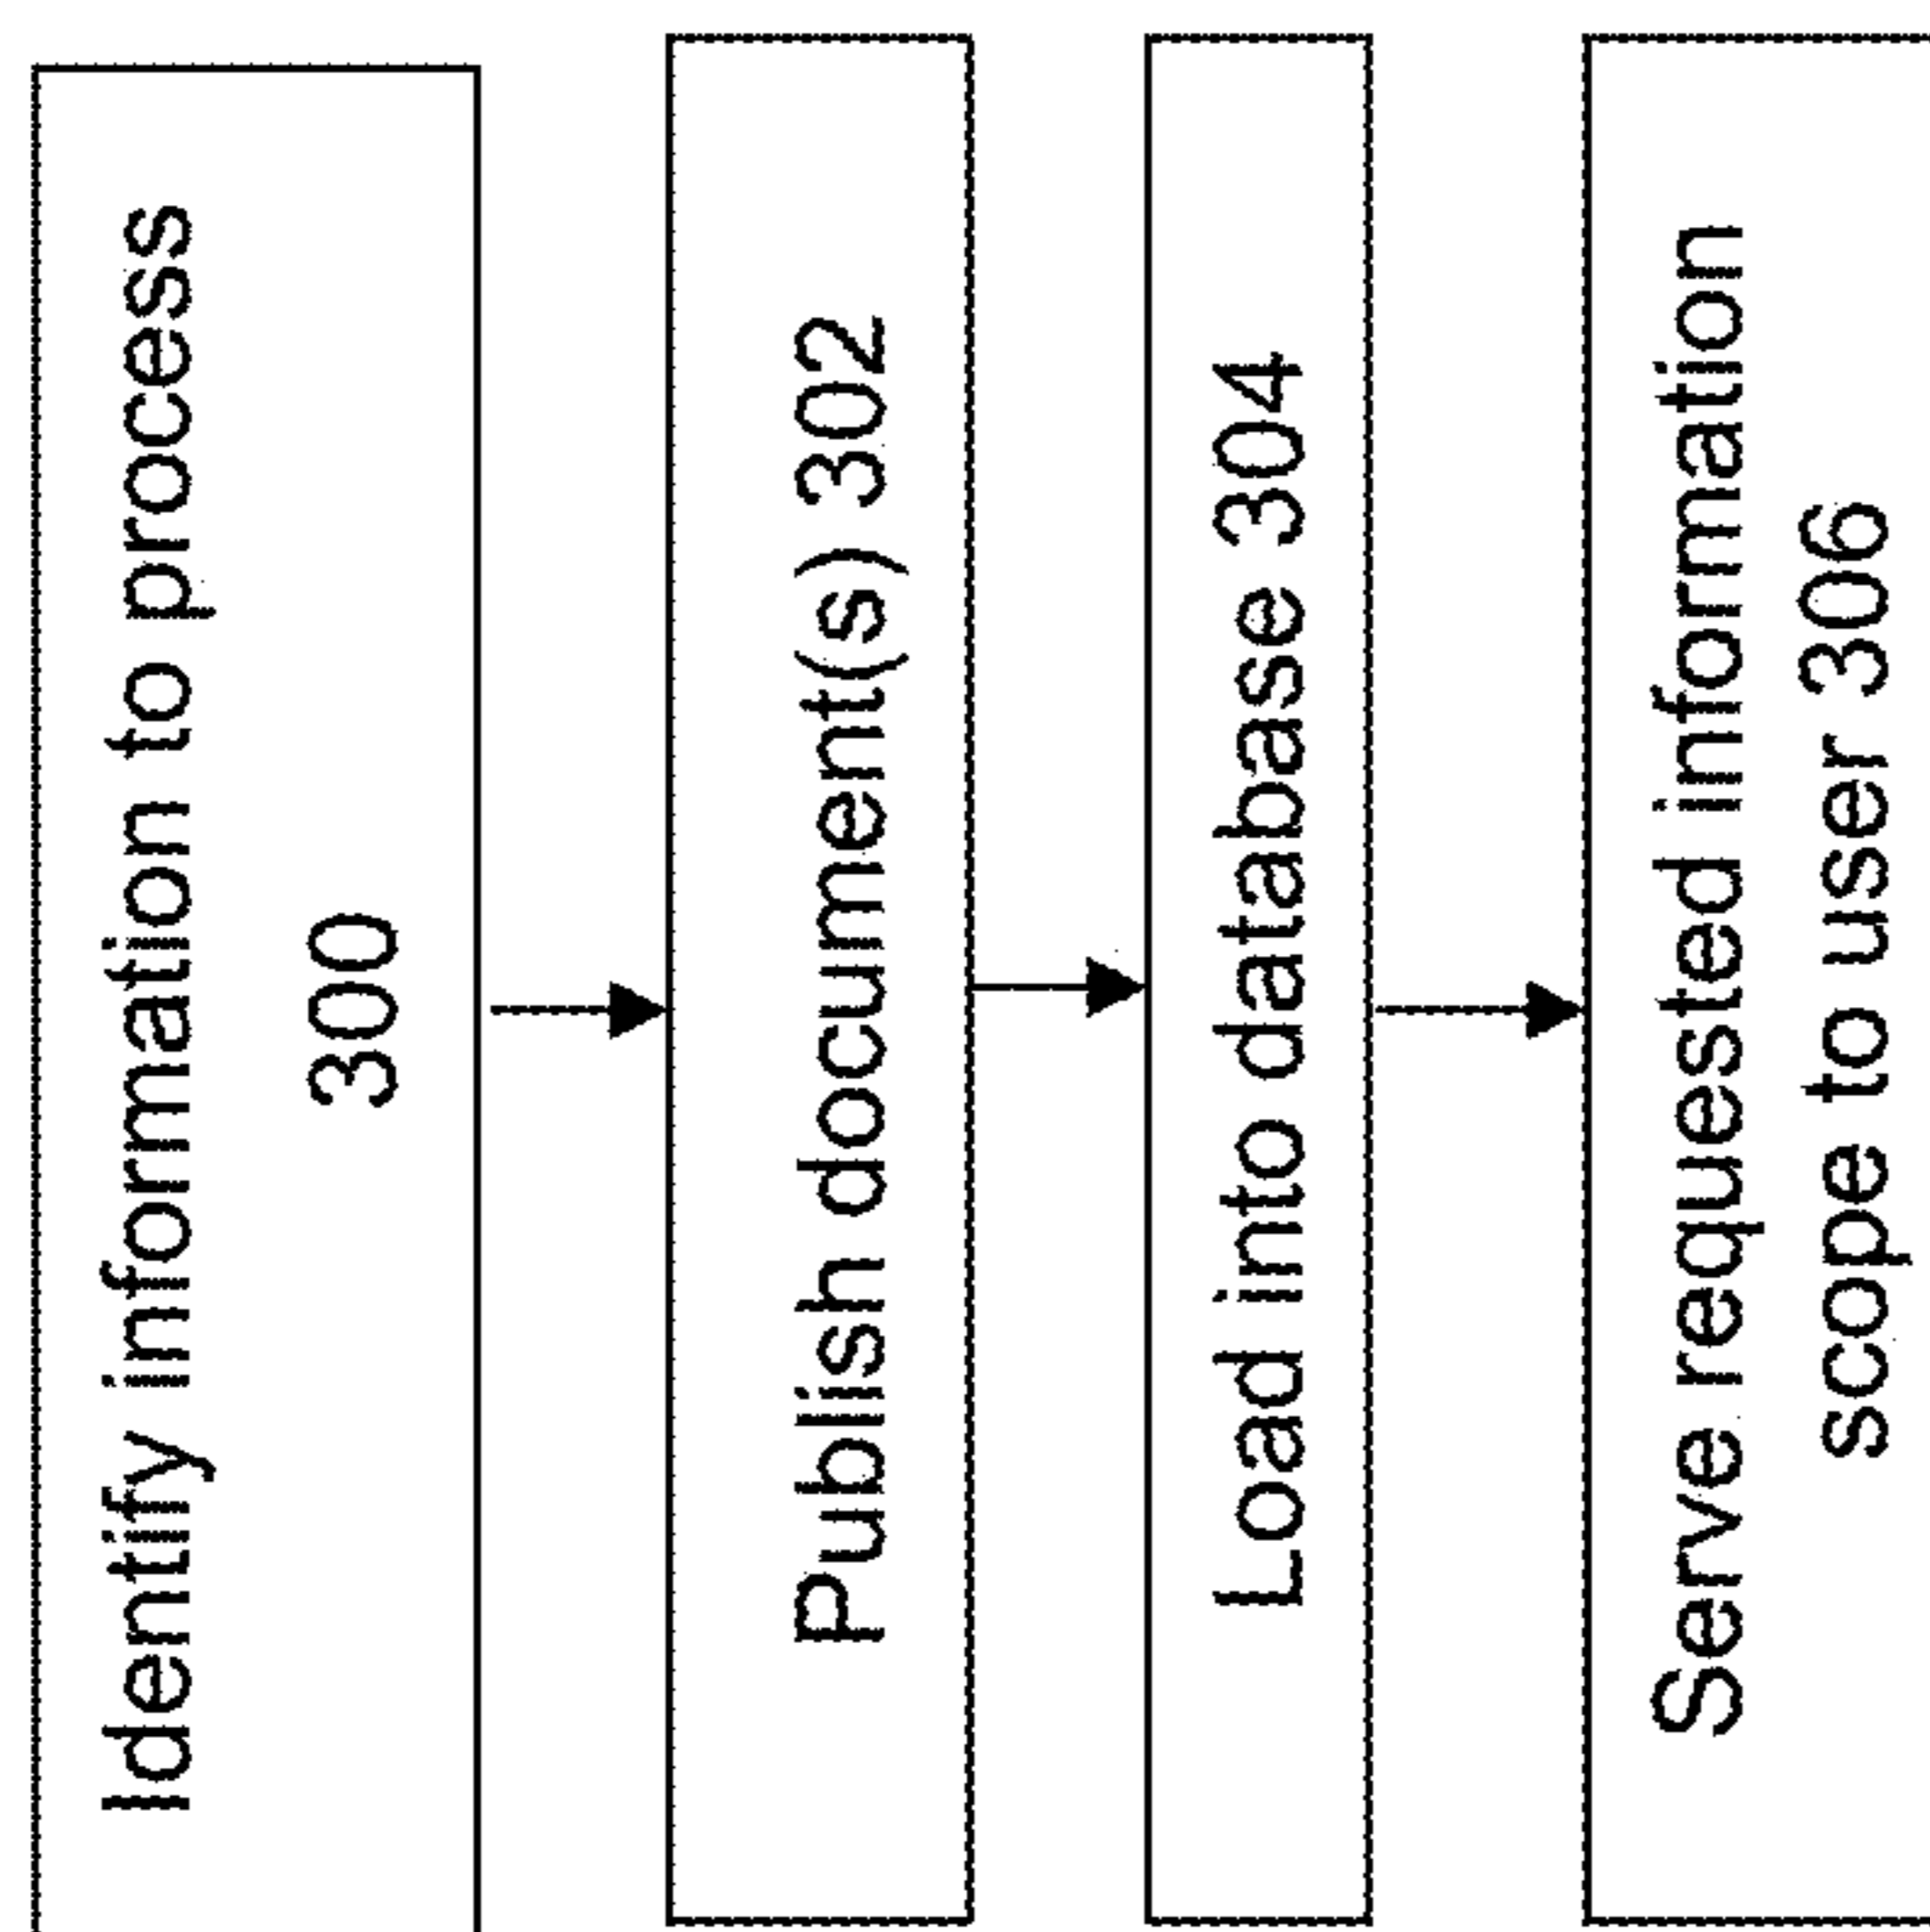 Identify information to process
300
Publish document(s) 302
Load into database 304
Serve requested information
scope to user 306